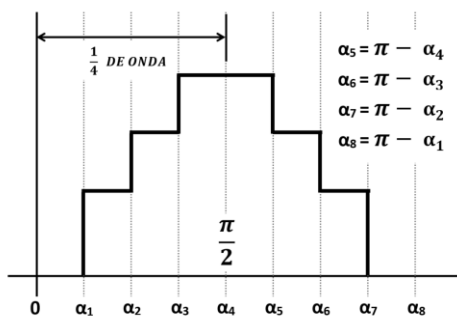 1/4 DE ONDA
α5 = π − α4
α6 = π − α3
α7 = π − α2
α8 = π − α1
π/2
0 α1 α2 α3 α4 α5 α6 α7 α8